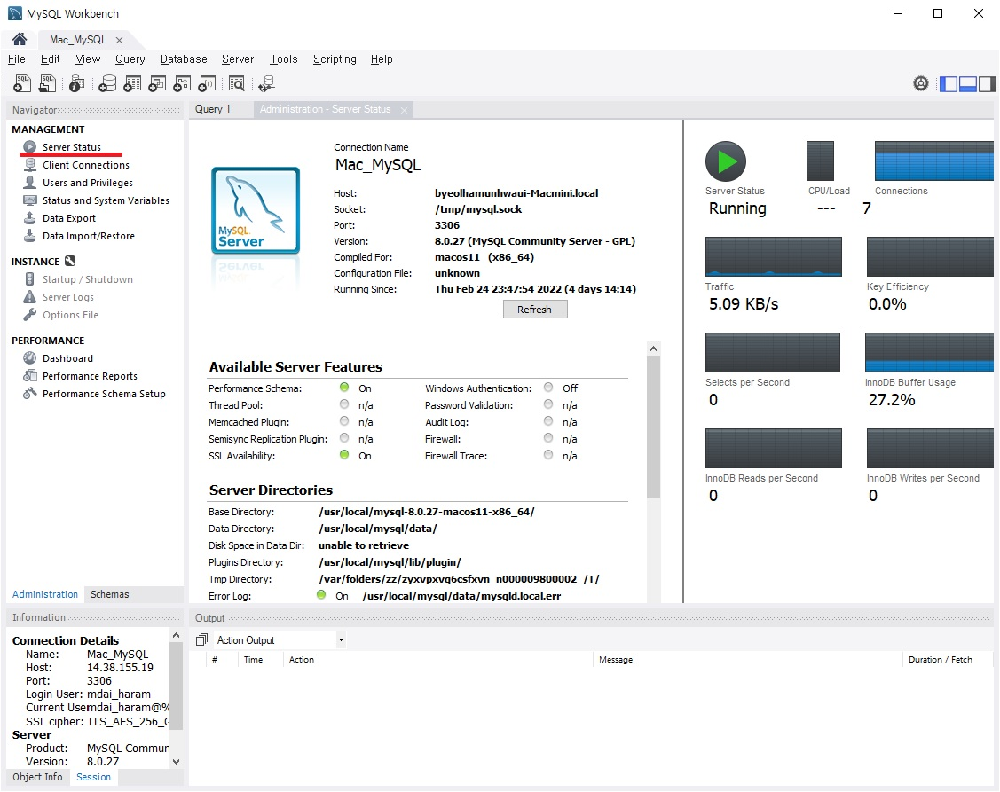 MySQL Workbench
Mac_MySQL
File Edit View Query Database Server Tools Scripting Help
Navigator
MANAGEMENT
Server Status
Client Connections
Users and Privileges
Status and System Variables
Data Export
Data Import/Restore
INSTANCE
Startup / Shutdown
Server Logs
Options File
PERFORMANCE
Dashboard
Performance Reports
Performance Schema Setup
Administration Schemas
Query 1 Administration - Server Status
MySQL
Server
Connection Name
Mac_MySQL
Host: byeolhamunhwaui-Macmini.local
Socket: /tmp/mysql.sock
Port: 3306
Version: 8.0.27 (MySQL Community Server - GPL)
Compiled For: macos11 (x86_64)
Configuration File: unknown
Running Since: Thu Feb 24 23:47:54 2022 (4 days 14:14)
Refresh
Available Server Features
Performance Schema: On Windows Authentication: Off
Thread Pool: n/a Password Validation: n/a
Memcached Plugin: n/a Audit Log: n/a
Semisync Replication Plugin: n/a Firewall: n/a
SSL Availability: On Firewall Trace: n/a
Server Directories
Base Directory: /usr/local/mysql-8.0.27-macos11-x86_64/
Data Directory: /usr/local/mysql/data/
Disk Space in Data Dir: unable to retrieve
Plugins Directory: /usr/local/mysql/lib/plugin/
Tmp Directory: /var/folders/zz/zyxvpxvq6csfxvn_n000009800002_/T/
Error Log: On /usr/local/mysql/data/mysqld.local.err
Server Status CPU/Load Connections
Running --- 7
Traffic Key Efficiency
5.09 KB/s 0.0%
Selects per Second InnoDB Buffer Usage
0 27.2%
InnoDB Reads per Second InnoDB Writes per Second
0 0
Information
Connection Details
Name: Mac_MySQL
Host: 14.38.155.19
Port: 3306
Login User: mdai_haram
Current Use mdai_haram@%
SSL cipher: TLS_AES_256_G
Server
Product: MySQL Commun
Version: 8.0.27
Object Info Session
Output
Action Output
# Time Action Message Duration / Fetch